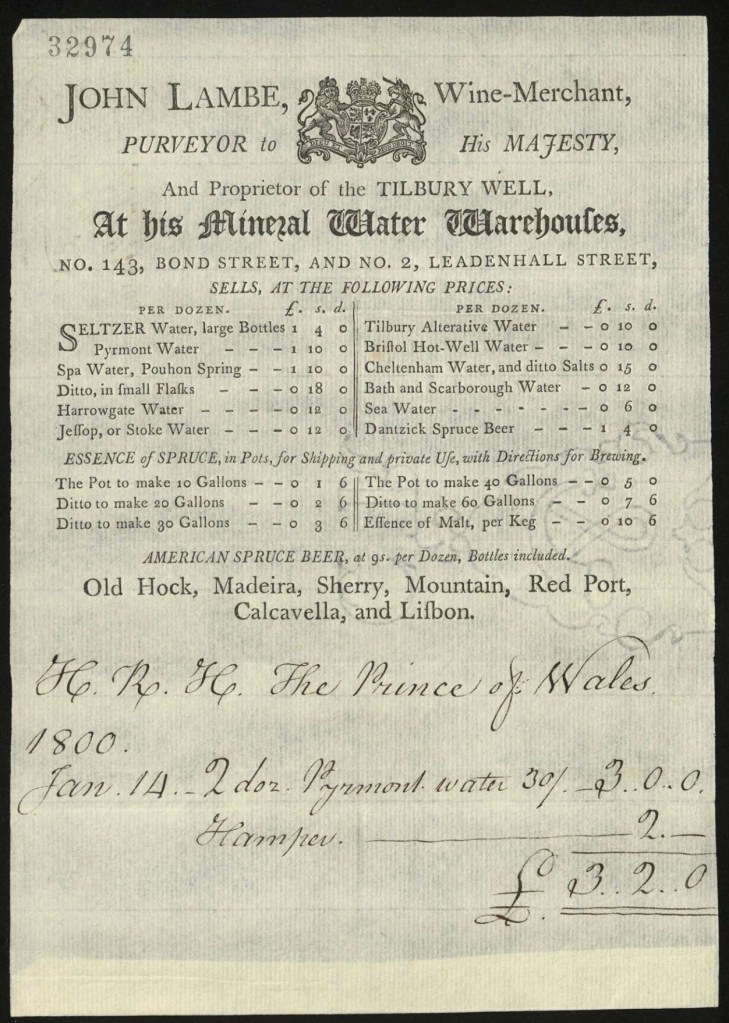 32974
JOHN LAMBE, Wine-Merchant,
PURVEYOR to His MAJESTY,
And Proprietor of the TILBURY WELL,
At his Mineral Water Warehouſes,
NO. 143, BOND STREET, AND NO. 2, LEADENHALL STREET,
SELLS, AT THE FOLLOWING PRICES:
PER DOZEN. £. s. d.
SELTZER Water, large Bottles 1 4 0
Pyrmont Water – – – 1 10 0
Spa Water, Pouhon Spring – – 1 10 0
Ditto, in ſmall Flaſks – – – 0 18 0
Harrowgate Water – – – – 0 12 0
Jeſſop, or Stoke Water – – – 0 12 0
PER DOZEN. £. s. d.
Tilbury Alterative Water – – 0 10 0
Briſtol Hot-Well Water – – – 0 10 0
Cheltenham Water, and ditto Salts 0 15 0
Bath and Scarborough Water – 0 12 0
Sea Water - - - - - – – 0 6 0
Dantzick Spruce Beer – – – 1 4 0
ESSENCE of SPRUCE, in Pots, for Shipping and private Uſe, with Directions for Brewing.
The Pot to make 10 Gallons – – 0 1 6
Ditto to make 20 Gallons – – 0 2 6
Ditto to make 30 Gallons – – 0 3 6
The Pot to make 40 Gallons – – 0 5 0
Ditto to make 60 Gallons – – 0 7 6
Eſſence of Malt, per Keg – – 0 10 6
AMERICAN SPRUCE BEER, at 9s. per Dozen, Bottles included.
Old Hock, Madeira, Sherry, Mountain, Red Port,
Calcavella, and Liſbon.
H. R. H. The Prince of Wales.
1800.
Jan. 14. – 2 doz. Pyrmont water 30/. – 3. 0. 0.
Hamper. — 2. –
£ 3. 2. 0